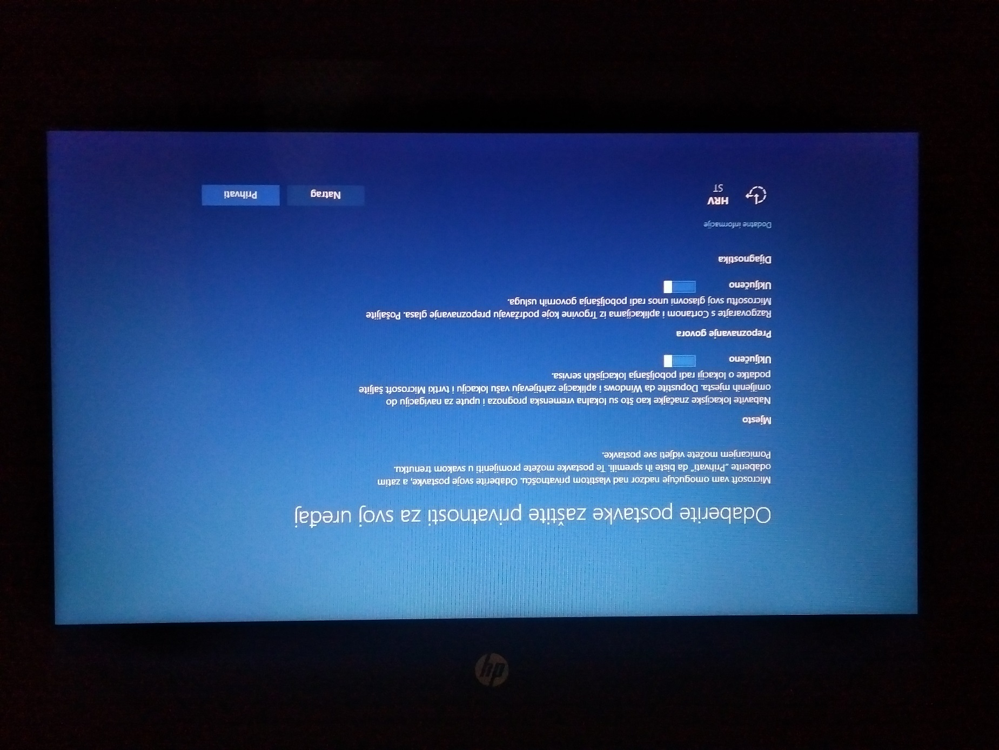 Odaberite postavke zaštite privatnosti za svoj uređaj
Microsoft vam omogućuje nadzor nad vlastitom privatnošću. Odaberite svoje postavke, a zatim
odaberite „Prihvati” da biste ih spremili. Te postavke možete promijeniti u svakom trenutku.
Pomicanjem možete vidjeti sve postavke.
Mjesto
Nabavite lokacijske značajke kao što su lokalna vremenska prognoza i upute za navigaciju do
omiljenih mjesta. Dopustite da Windows i aplikacije zahtijevaju vašu lokaciju i tvrtki Microsoft šaljite
podatke o lokaciji radi poboljšanja lokacijskih servisa.
Uključeno
Prepoznavanje govora
Razgovarajte s Cortanom i aplikacijama iz Trgovine koje podržavaju prepoznavanje glasa. Pošaljite
Microsoftu svoj glasovni unos radi poboljšanja govornih usluga.
Uključeno
Dijagnostika
Dodatne informacije
HRV
ST
Natrag
Prihvati
hp